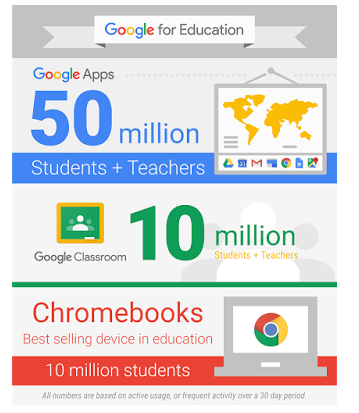 Google for Education
Google Apps
50 million
Students + Teachers
Google Classroom
10 million
Students + Teachers
Chromebooks
Best selling device in education
10 million students
All numbers are based on active usage, or frequent activity over a 30 day period.